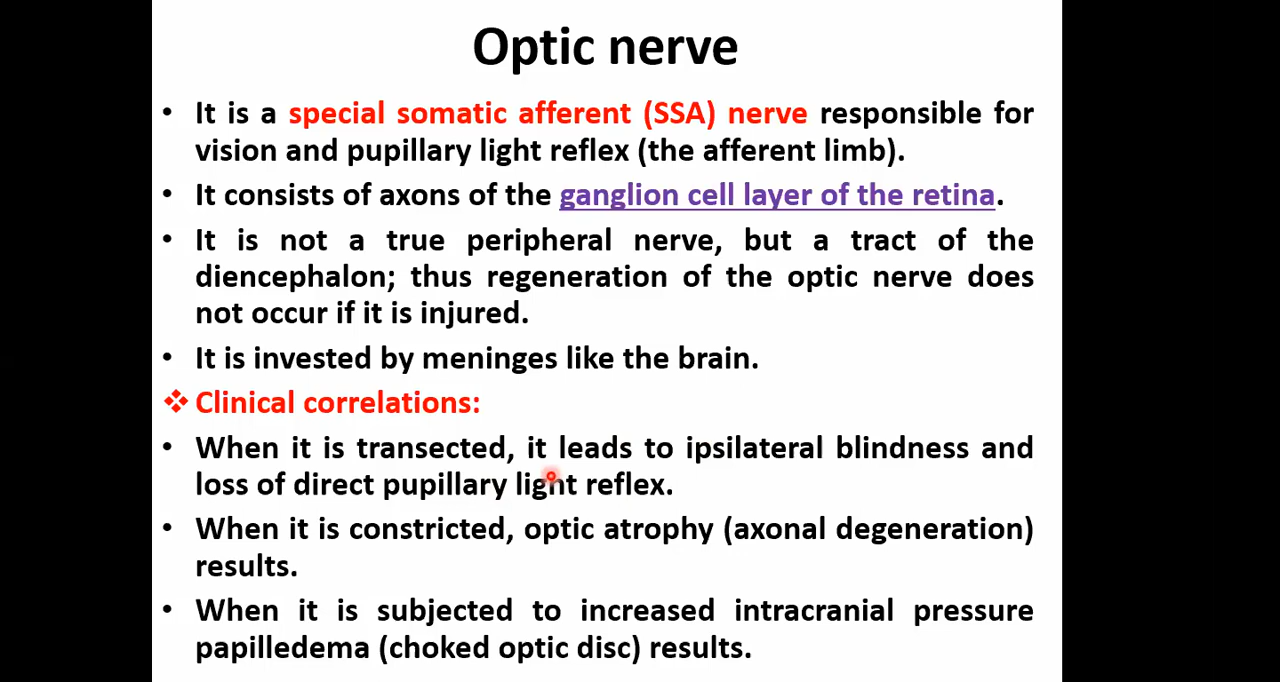 Optic nerve
• It is a special somatic afferent (SSA) nerve responsible for
vision and pupillary light reflex (the afferent limb).
• It consists of axons of the ganglion cell layer of the retina.
• It is not a true peripheral nerve, but a tract of the
diencephalon; thus regeneration of the optic nerve does
not occur if it is injured.
• It is invested by meninges like the brain.
❖ Clinical correlations:
• When it is transected, it leads to ipsilateral blindness and
loss of direct pupillary light reflex.
• When it is constricted, optic atrophy (axonal degeneration)
results.
• When it is subjected to increased intracranial pressure
papilledema (choked optic disc) results.